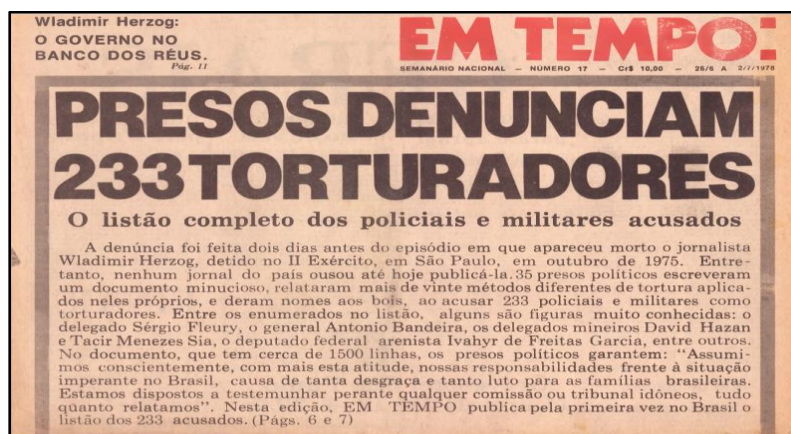 Wladimir Herzog:
O GOVERNO NO
BANCO DOS RÉUS.
Pág. 11
EM TEMPO:
SEMANÁRIO NACIONAL — NÚMERO 17 — Cr$ 10,00 — 26/6 A 2/7/1978
PRESOS DENUNCIAM
233 TORTURADORES
O listão completo dos policiais e militares acusados
A denúncia foi feita dois dias antes do episódio em que apareceu morto o jornalista
Wladimir Herzog, detido no II Exército, em São Paulo, em outubro de 1975. Entre-
tanto, nenhum jornal do país ousou até hoje publicá-la. 35 presos políticos escreveram
um documento minucioso, relataram mais de vinte métodos diferentes de tortura aplica-
dos neles próprios, e deram nomes aos bois, ao acusar 233 policiais e militares como
torturadores. Entre os enumerados no listão, alguns são figuras muito conhecidas: o
delegado Sérgio Fleury, o general Antonio Bandeira, os delegados mineiros David Hazan
e Tacir Menezes Sia, o deputado federal arenista Ivahyr de Freitas Garcia, entre outros.
No documento, que tem cerca de 1500 linhas, os presos políticos garantem: "Assumi-
mos conscientemente, com mais esta atitude, nossas responsabilidades frente à situação
imperante no Brasil, causa de tanta desgraça e tanto luto para as famílias brasileiras.
Estamos dispostos a testemunhar perante qualquer comissão ou tribunal idôneos, tudo
quanto relatamos". Nesta edição, EM TEMPO publica pela primeira vez no Brasil o
listão dos 233 acusados. (Págs. 6 e 7)